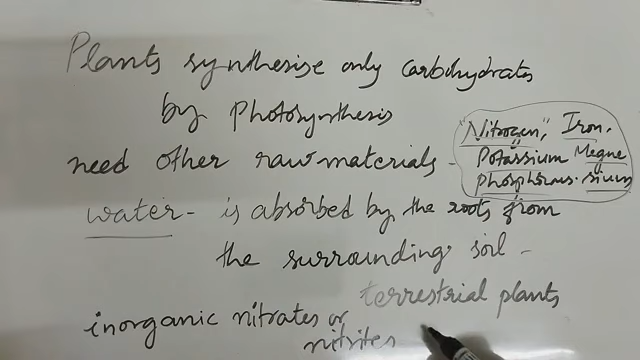 Plants synthesise only carbohydrates
by Photosynthesis
need other raw materials -
"Nitrogen," Iron,
Potassium Magne
Phosphorous. sium
water - is absorbed by the roots from
the surrounding soil -
terrestrial plants
inorganic nitrates or
nitrites